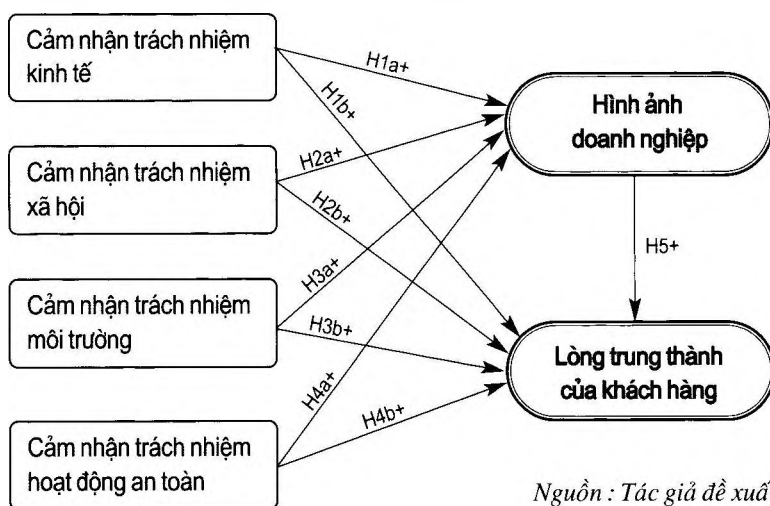 Cảm nhận trách nhiệm
kinh tế
Cảm nhận trách nhiệm
xã hội
Cảm nhận trách nhiệm
môi trường
Cảm nhận trách nhiệm
hoạt động an toàn
H1a+
H1b+
H2a+
H2b+
H3a+
H3b+
H4a+
H4b+
Hình ảnh
doanh nghiệp
H5+
Lòng trung thành
của khách hàng
Nguồn : Tác giả đề xuấ